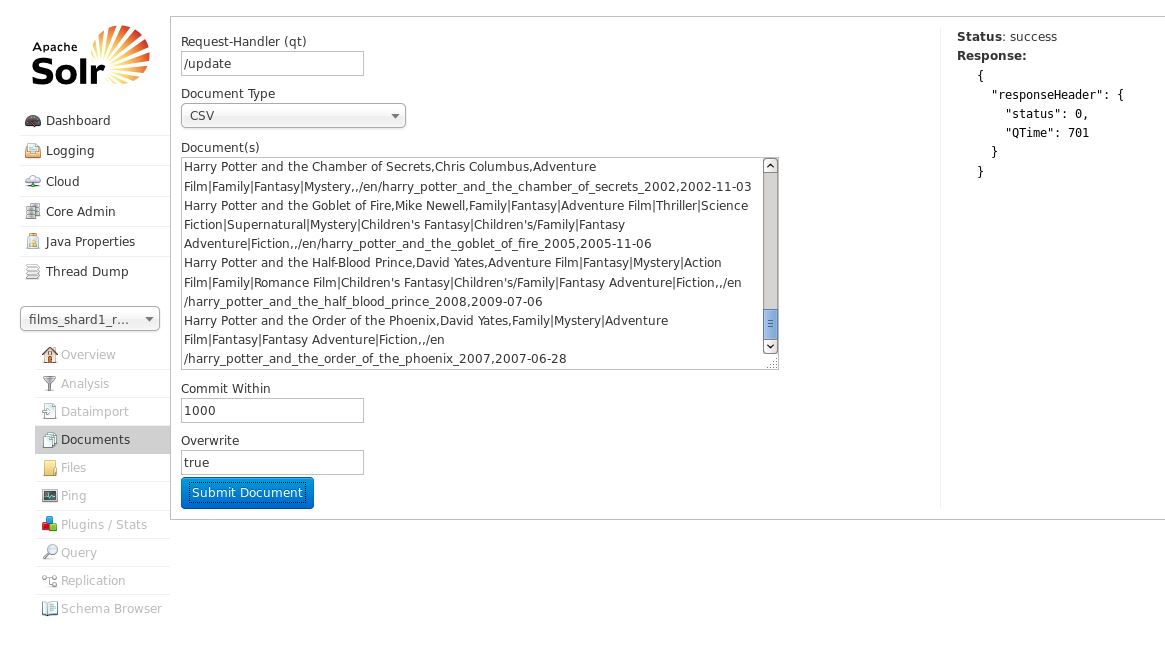 Apache
Solr
Dashboard
Logging
Cloud
Core Admin
Java Properties
Thread Dump
films_shard1_r...
Overview
Analysis
Dataimport
Documents
Files
Ping
Plugins / Stats
Query
Replication
Schema Browser
Request-Handler (qt)
/update
Document Type
CSV
Document(s)
Harry Potter and the Chamber of Secrets,Chris Columbus,Adventure
Film|Family|Fantasy|Mystery,,/en/harry_potter_and_the_chamber_of_secrets_2002,2002-11-03
Harry Potter and the Goblet of Fire,Mike Newell,Family|Fantasy|Adventure Film|Thriller|Science
Fiction|Supernatural|Mystery|Children's Fantasy|Children's/Family|Fantasy
Adventure|Fiction,,/en/harry_potter_and_the_goblet_of_fire_2005,2005-11-06
Harry Potter and the Half-Blood Prince,David Yates,Adventure Film|Fantasy|Mystery|Action
Film|Family|Romance Film|Children's Fantasy|Children's/Family|Fantasy Adventure|Fiction,,/en
/harry_potter_and_the_half_blood_prince_2008,2009-07-06
Harry Potter and the Order of the Phoenix,David Yates,Family|Mystery|Adventure
Film|Fantasy|Fantasy Adventure|Fiction,,/en
/harry_potter_and_the_order_of_the_phoenix_2007,2007-06-28
Commit Within
1000
Overwrite
true
Submit Document
Status: success
Response:
{
"responseHeader": {
"status": 0,
"QTime": 701
}
}